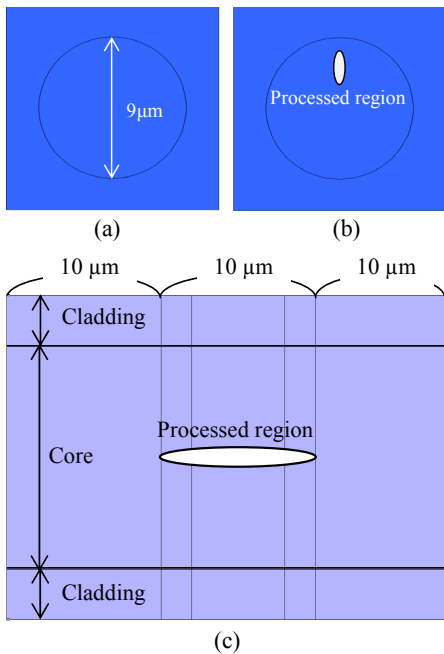 9μm
Processed region
(a)
(b)
10 μm
10 μm
10 μm
Cladding
Processed region
Core
Cladding
(c)